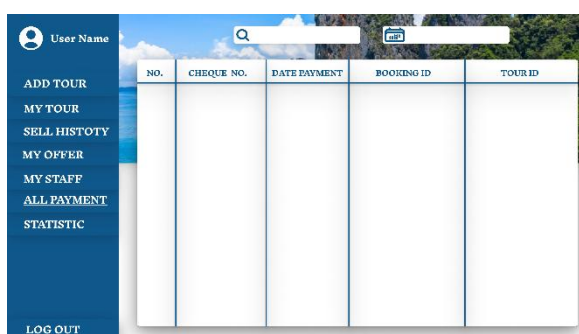 User Name
ADD TOUR
MY TOUR
SELL HISTOTY
MY OFFER
MY STAFF
ALL PAYMENT
STATISTIC
LOG OUT
NO. CHEQUE NO. DATE PAYMENT BOOKING ID TOUR ID